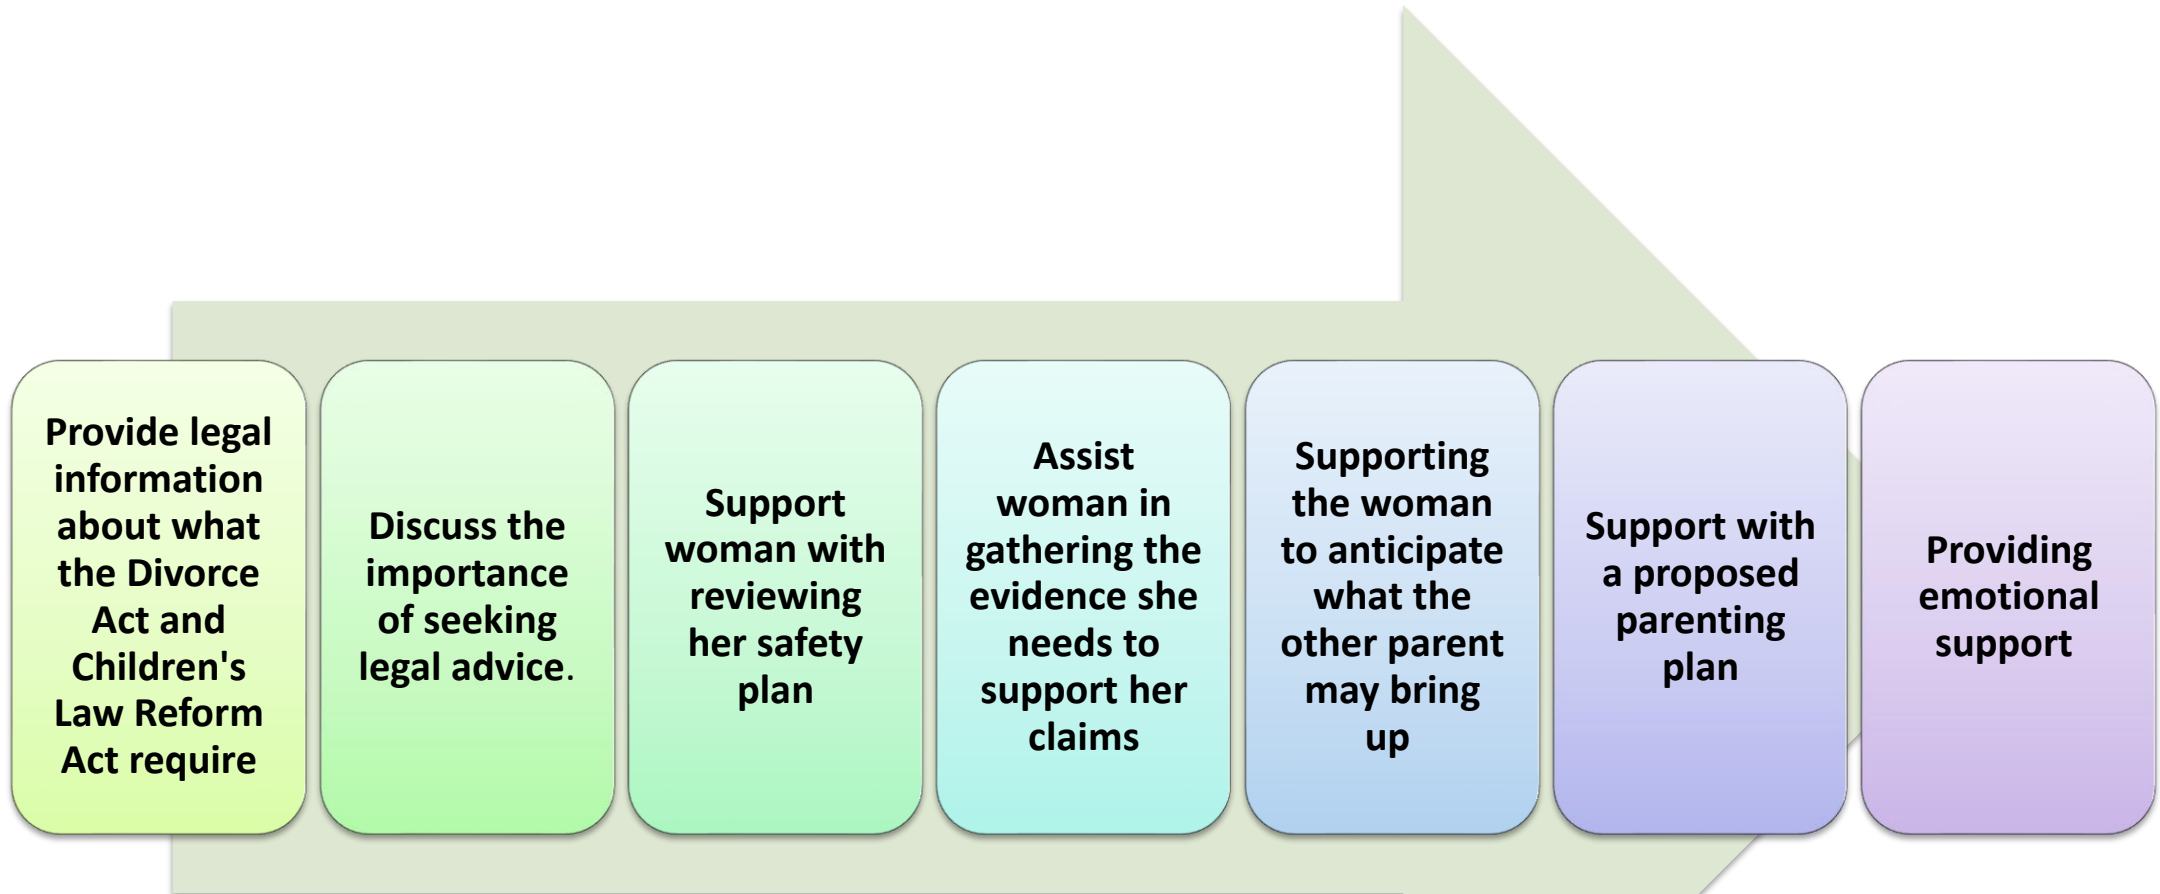 Provide legal
information
about what
the Divorce
Act and
Children's
Law Reform
Act require
Discuss the
importance
of seeking
legal advice.
Support
woman with
reviewing
her safety
plan
Assist
woman in
gathering the
evidence she
needs to
support her
claims
Supporting
the woman
to anticipate
what the
other parent
may bring
up
Support with
a proposed
parenting
plan
Providing
emotional
support